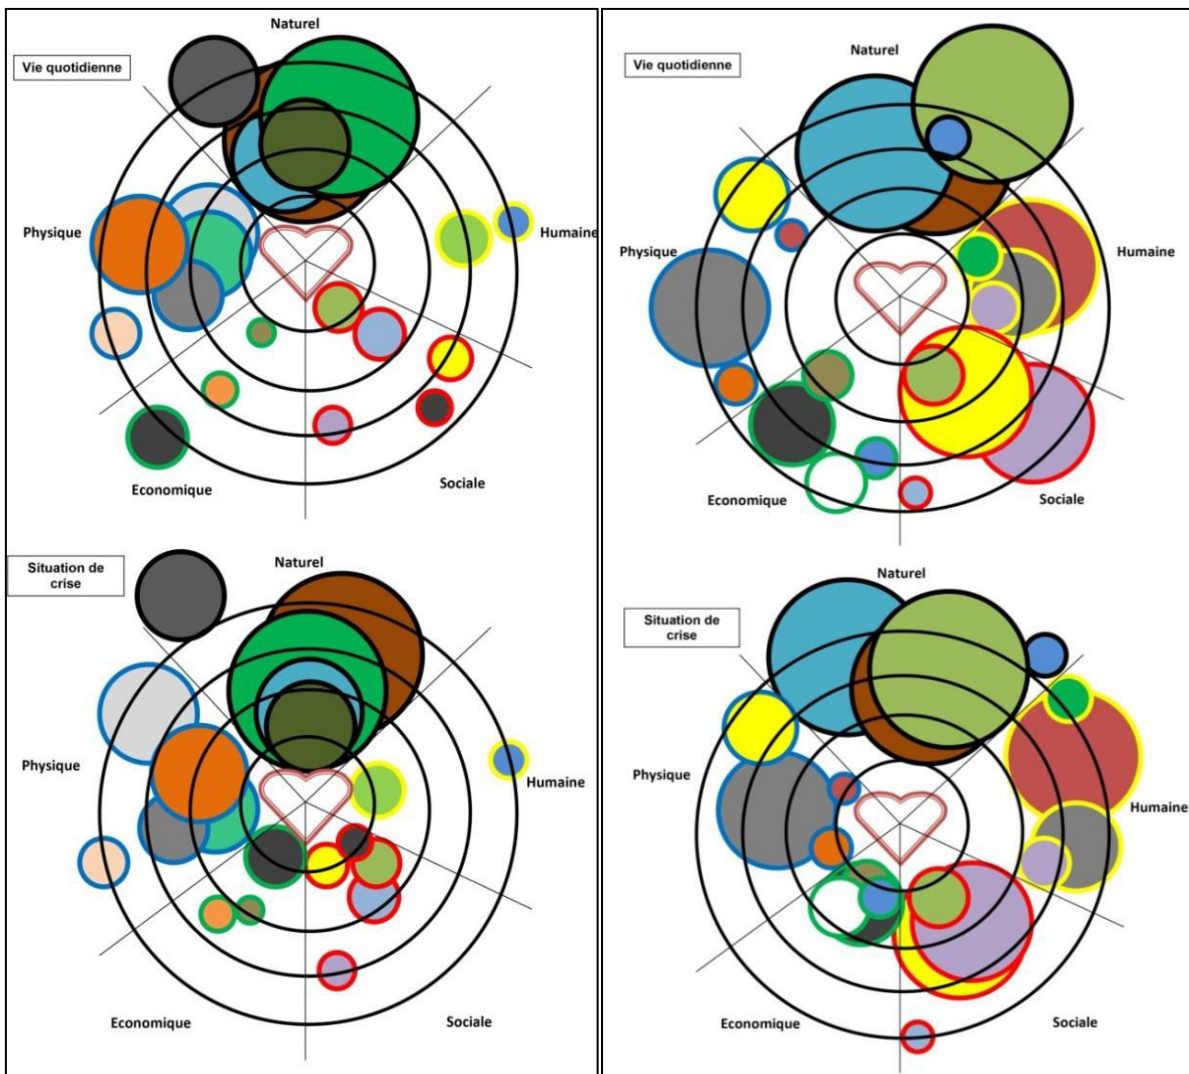 Naturel
Vie quotidienne
Physique
Humaine
Economique
Sociale
Situation de
crise
Naturel
Physique
Humaine
Economique
Sociale
Naturel
Vie quotidienne
Physique
Humaine
Economique
Sociale
Naturel
Situation de
crise
Physique
Humaine
Economique
Sociale